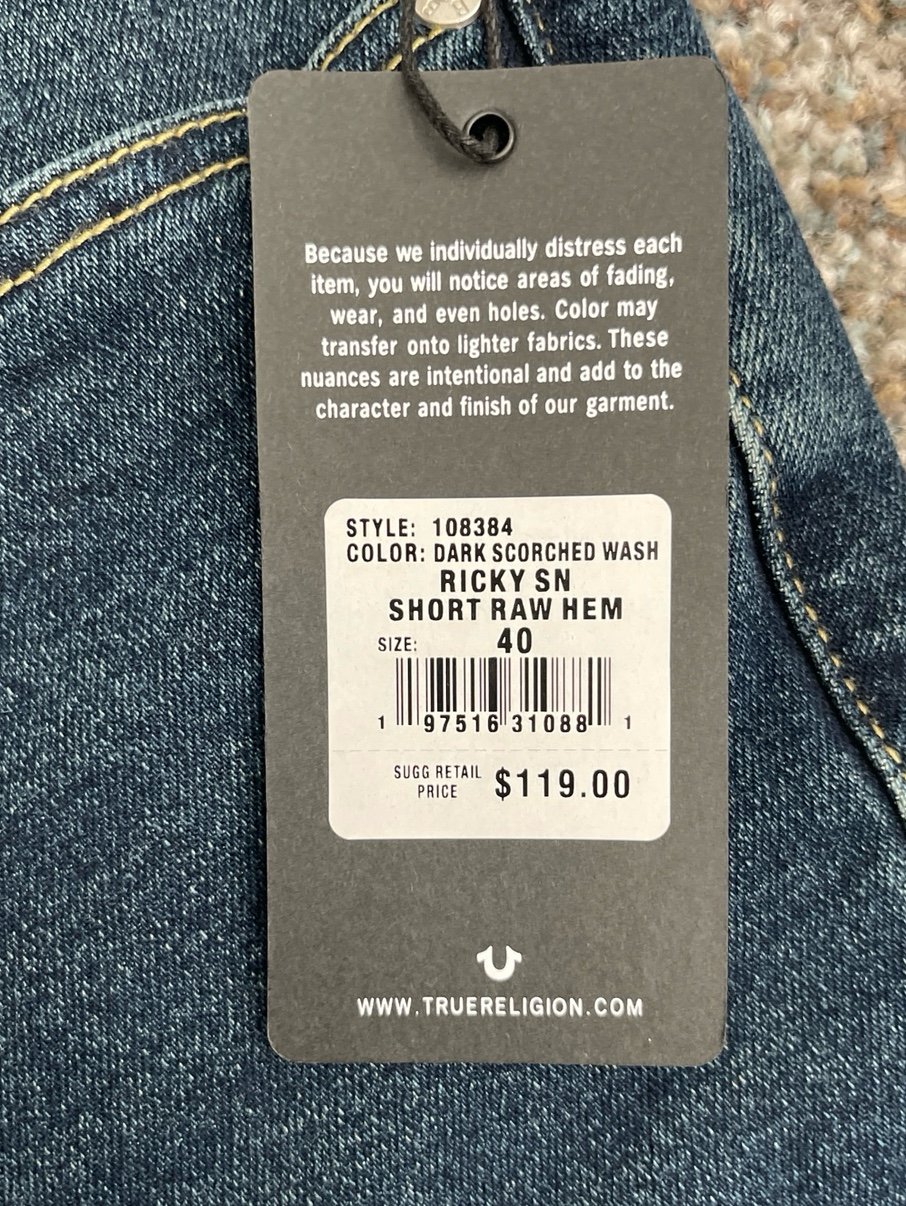 Because we individually distress each
item, you will notice areas of fading,
wear, and even holes. Color may
transfer onto lighter fabrics. These
nuances are intentional and add to the
character and finish of our garment.
STYLE: 108384
COLOR: DARK SCORCHED WASH
RICKY SN
SHORT RAW HEM
SIZE: 40
1 97516 31088 1
SUGG RETAIL
PRICE $119.00
WWW.TRUERELIGION.COM